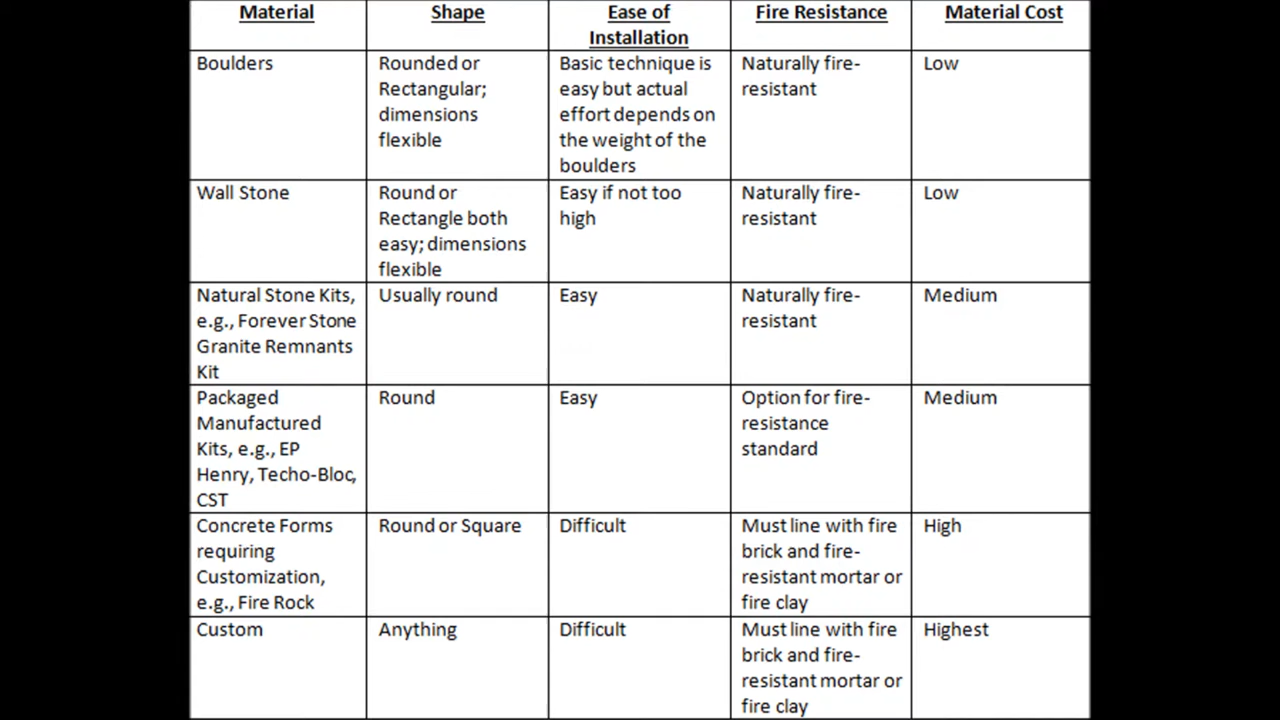 Material Shape Ease of Installation Fire Resistance Material Cost
Boulders
Rounded or
Rectangular;
dimensions
flexible
Basic technique is
easy but actual
effort depends on
the weight of the
boulders
Naturally fire-
resistant
Low
Wall Stone
Round or
Rectangle both
easy; dimensions
flexible
Easy if not too
high
Naturally fire-
resistant
Low
Natural Stone Kits,
e.g., Forever Stone
Granite Remnants
Kit
Usually round
Easy
Naturally fire-
resistant
Medium
Packaged
Manufactured
Kits, e.g., EP
Henry, Techo-Bloc,
CST
Round
Easy
Option for fire-
resistance
standard
Medium
Concrete Forms
requiring
Customization,
e.g., Fire Rock
Round or Square
Difficult
Must line with fire
brick and fire-
resistant mortar or
fire clay
High
Custom
Anything
Difficult
Must line with fire
brick and fire-
resistant mortar or
fire clay
Highest